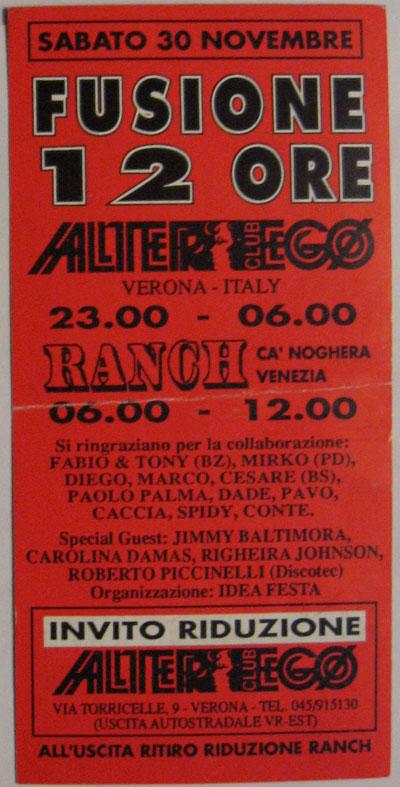 SABATO 30 NOVEMBRE
FUSIONE
12 ORE
ALTER EGO CLUB
VERONA - ITALY
23.00 - 06.00
RANCH CA' NOGHERA
VENEZIA
06.00 - 12.00
Si ringraziano per la collaborazione:
FABIO & TONY (BZ), MIRKO (PD),
DIEGO, MARCO, CESARE (BS),
PAOLO PALMA, DADE, PAVO,
CACCIA, SPIDY, CONTE.
Special Guest: JIMMY BALTIMORA,
CAROLINA DAMAS, RIGHEIRA JOHNSON,
ROBERTO PICCINELLI (Discotec)
Organizzazione: IDEA FESTA
INVITO RIDUZIONE
ALTER EGO CLUB
VIA TORRICELLE, 9 - VERONA - TEL. 045/915130
(USCITA AUTOSTRADALE VR-EST)
ALL'USCITA RITIRO RIDUZIONE RANCH